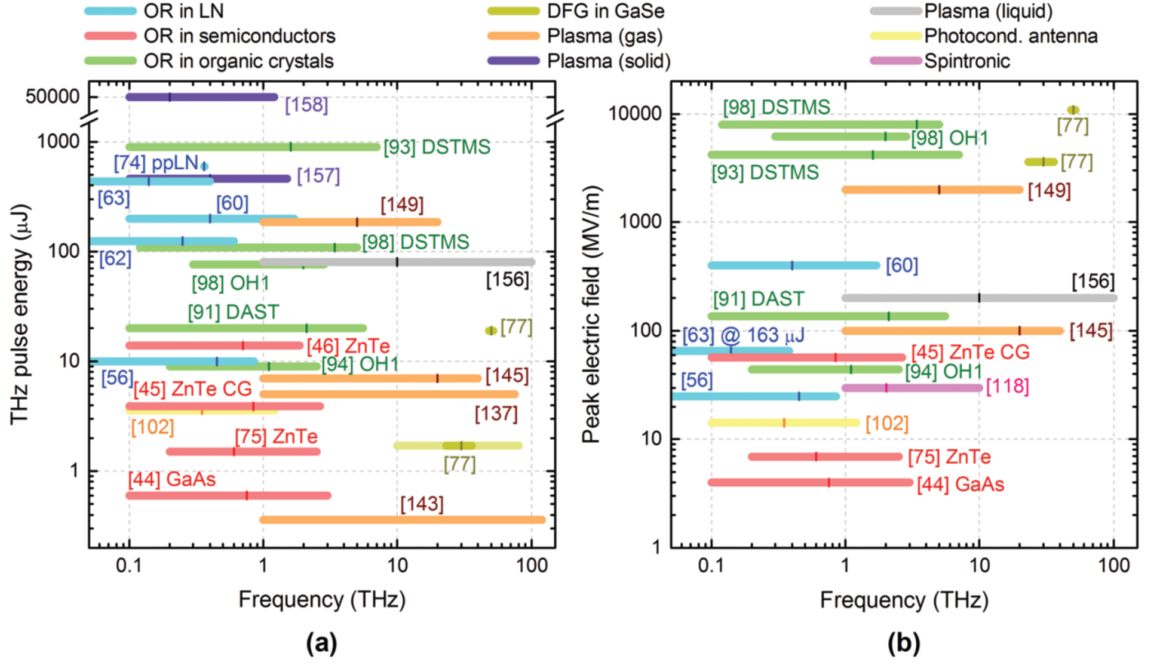 OR in LN
OR in semiconductors
OR in organic crystals
DFG in GaSe
Plasma (gas)
Plasma (solid)
Plasma (liquid)
Photocond. antenna
Spintronic
THz pulse energy (μJ)
50000
1000
100
10
1
[158]
[93] DSTMS
[74] ppLN
[157]
[63]
[60]
[149]
[62]
[98] DSTMS
[98] OH1
[156]
[91] DAST
[77]
[46] ZnTe
[56]
[94] OH1
[45] ZnTe CG
[145]
[137]
[102]
[75] ZnTe
[77]
[44] GaAs
[143]
0.1 1 10 100
Frequency (THz)
(a)
Peak electric field (MV/m)
10000
1000
100
10
1
[98] DSTMS
[77]
[98] OH1
[93] DSTMS
[77]
[149]
[60]
[156]
[91] DAST
[63] @ 163 μJ
[145]
[45] ZnTe CG
[94] OH1
[56]
[118]
[102]
[75] ZnTe
[44] GaAs
0.1 1 10 100
Frequency (THz)
(b)